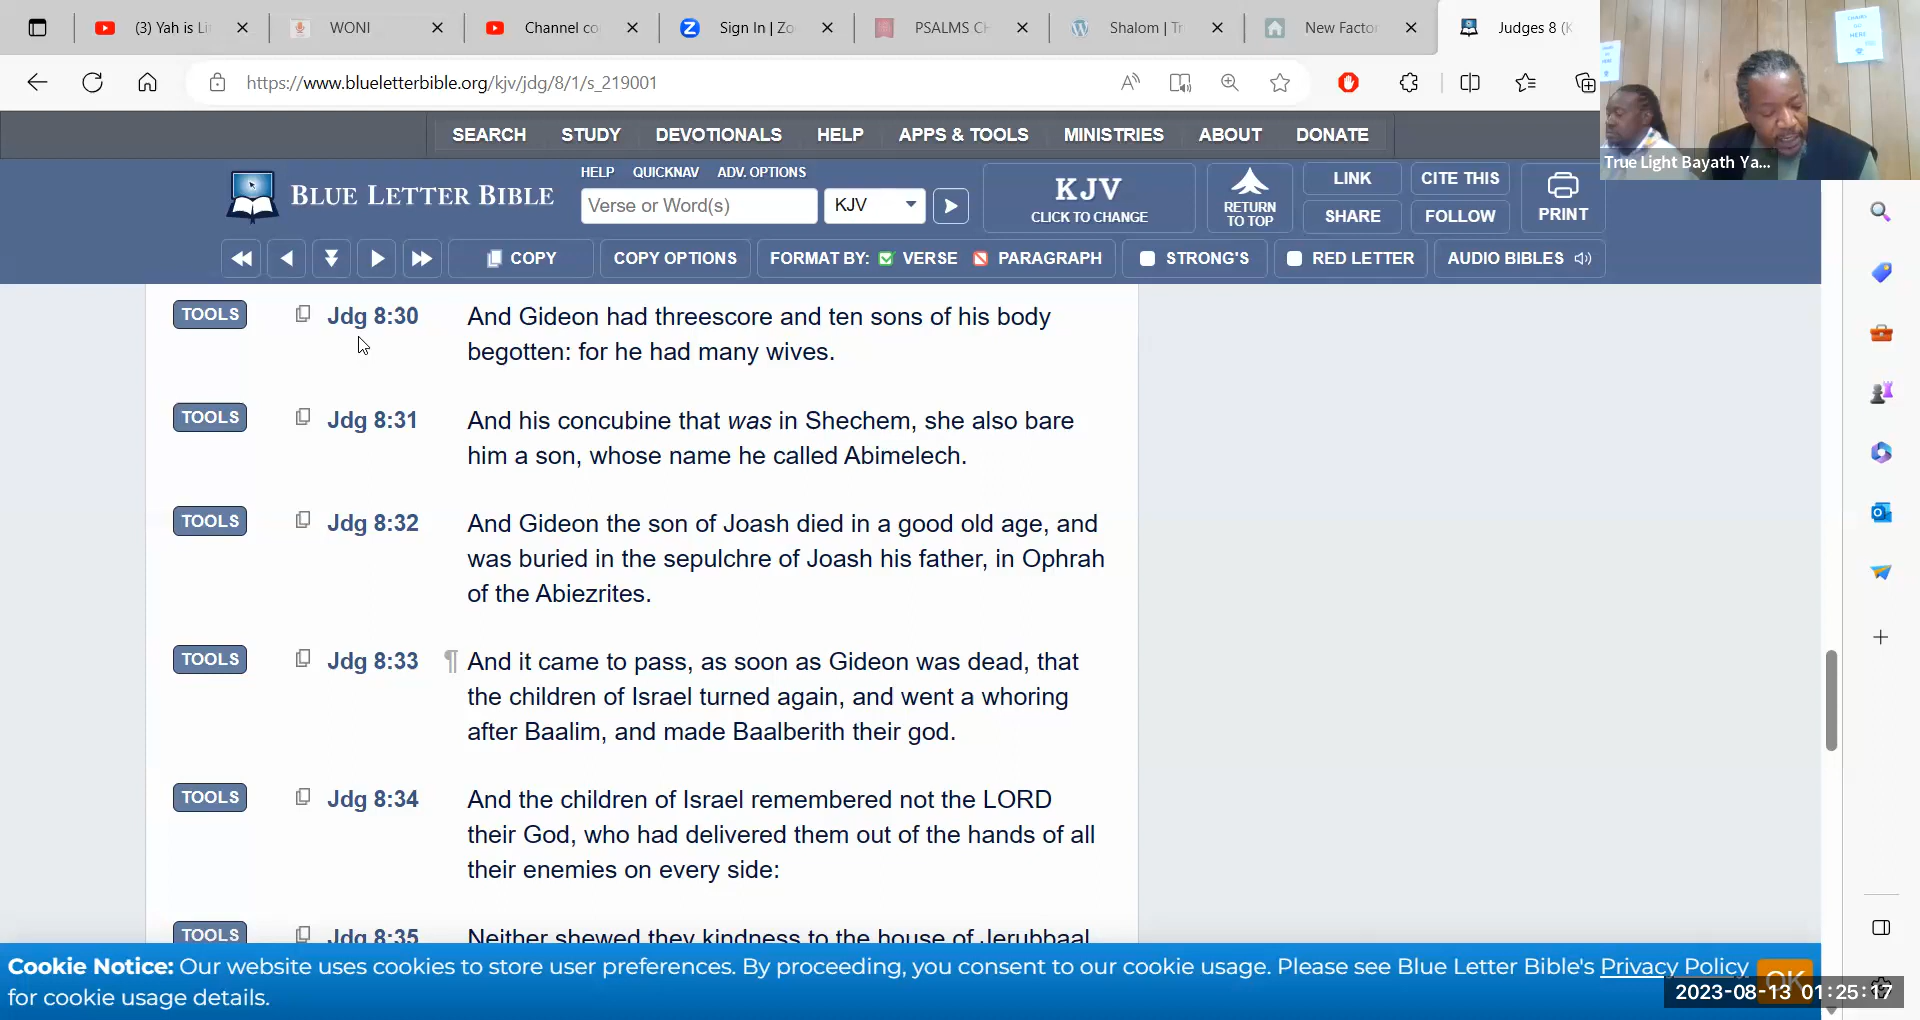 (3) Yah is Li
WONI
Channel co
Sign In | Zo
PSALMS CH
Shalom | Tr
New Factor
Judges 8 (K
https://www.blueletterbible.org/kjv/jdg/8/1/s_219001
CHAIRS
GO
HERE
True Light Bayath Ya...
SEARCH STUDY DEVOTIONALS HELP APPS & TOOLS MINISTRIES ABOUT DONATE
BLUE LETTER BIBLE
HELP QUICKNAV ADV. OPTIONS
Verse or Word(s)
KJV
KJV
CLICK TO CHANGE
RETURN
TO TOP
LINK
CITE THIS
SHARE
FOLLOW
PRINT
COPY
COPY OPTIONS
FORMAT BY: VERSE PARAGRAPH
STRONG'S
RED LETTER
AUDIO BIBLES
TOOLS Jdg 8:30 And Gideon had threescore and ten sons of his body
begotten: for he had many wives.
TOOLS Jdg 8:31 And his concubine that was in Shechem, she also bare
him a son, whose name he called Abimelech.
TOOLS Jdg 8:32 And Gideon the son of Joash died in a good old age, and
was buried in the sepulchre of Joash his father, in Ophrah
of the Abiezrites.
TOOLS Jdg 8:33 ¶ And it came to pass, as soon as Gideon was dead, that
the children of Israel turned again, and went a whoring
after Baalim, and made Baalberith their god.
TOOLS Jdg 8:34 And the children of Israel remembered not the LORD
their God, who had delivered them out of the hands of all
their enemies on every side:
TOOLS Jdg 8:35 Neither shewed they kindness to the house of Jerubbaal,
Cookie Notice: Our website uses cookies to store user preferences. By proceeding, you consent to our cookie usage. Please see Blue Letter Bible's Privacy Policy
for cookie usage details.
OK
2023-08-13 01:25:17